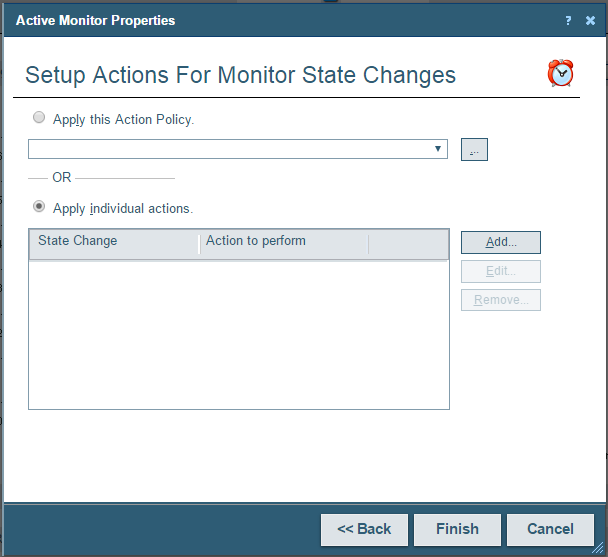 Active Monitor Properties ? ×
Setup Actions For Monitor State Changes
Apply this Action Policy.
...
OR
Apply individual actions.
State Change Action to perform
Add...
Edit...
Remove...
<< Back Finish Cancel